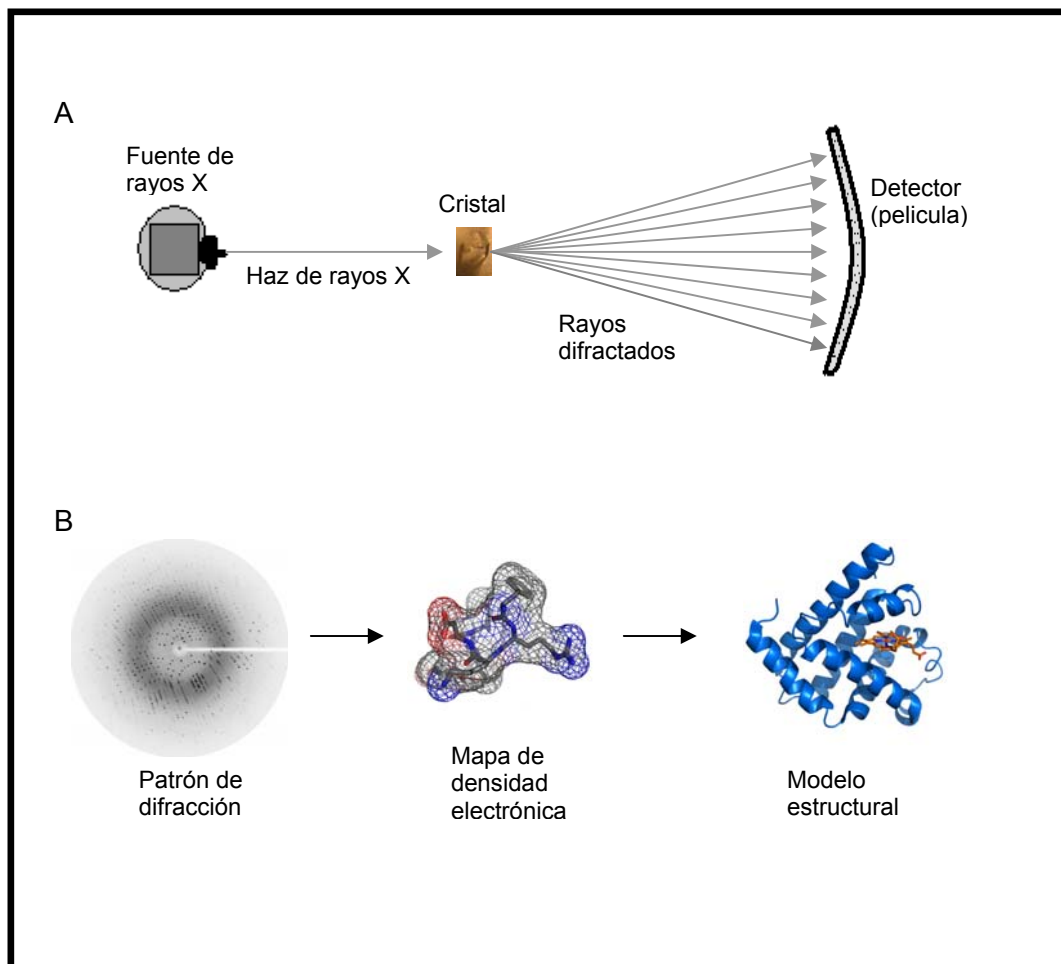 A
Fuente de
rayos X
Haz de rayos X
Cristal
Rayos
difractados
Detector
(pelicula)
B
Patrón de
difracción
Mapa de
densidad
electrónica
Modelo
estructural